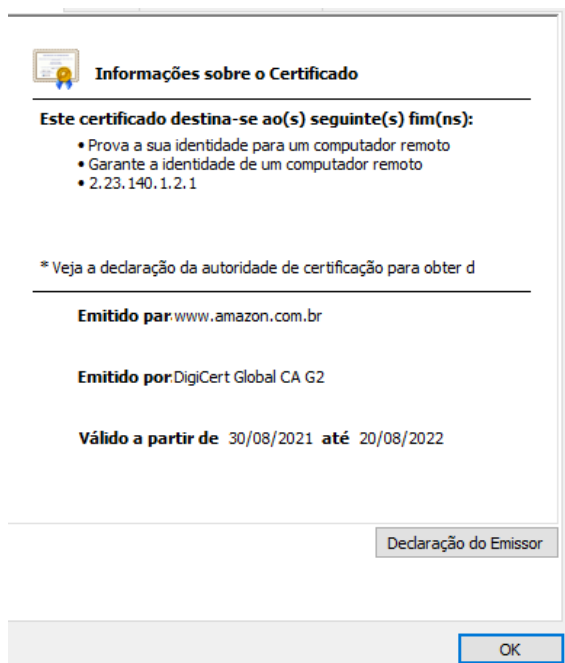 Informações sobre o Certificado
Este certificado destina-se ao(s) seguinte(s) fim(ns):
• Prova a sua identidade para um computador remoto
• Garante a identidade de um computador remoto
• 2.23.140.1.2.1
* Veja a declaração da autoridade de certificação para obter d
Emitido par www.amazon.com.br
Emitido por DigiCert Global CA G2
Válido a partir de 30/08/2021 até 20/08/2022
Declaração do Emissor
OK